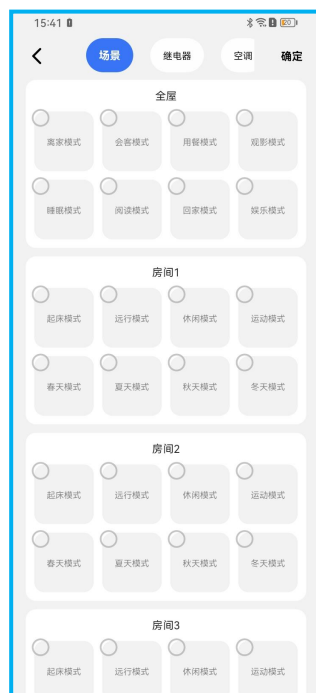 15:41 20
场景 继电器 空调 确定
全屋
离家模式 会客模式 用餐模式 观影模式
睡眠模式 阅读模式 回家模式 娱乐模式
房间1
起床模式 远行模式 休闲模式 运动模式
春天模式 夏天模式 秋天模式 冬天模式
房间2
起床模式 远行模式 休闲模式 运动模式
春天模式 夏天模式 秋天模式 冬天模式
房间3
起床模式 远行模式 休闲模式 运动模式